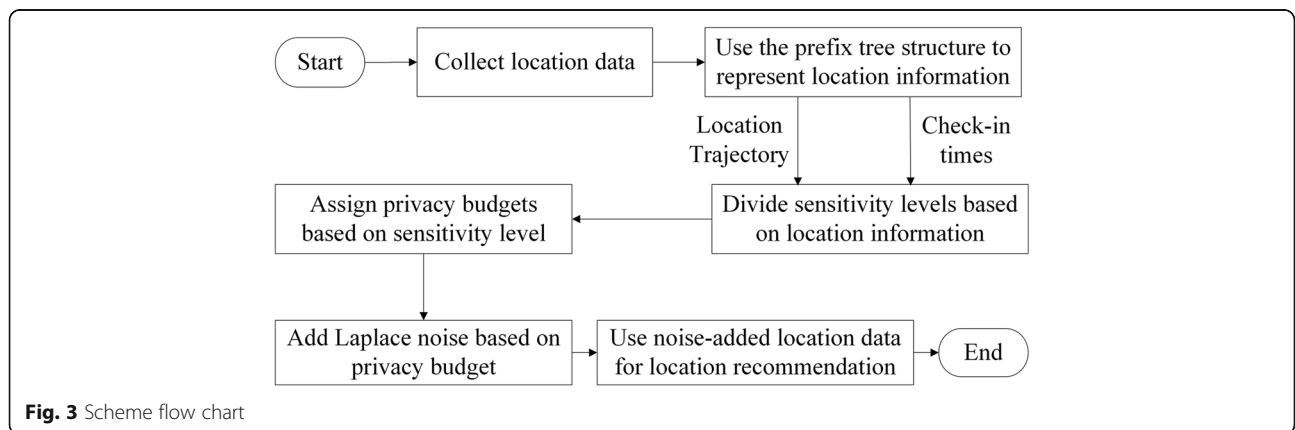 Start
Collect location data
Use the prefix tree structure to
represent location information
Location
Trajectory
Check-in
times
Divide sensitivity levels based
on location information
Assign privacy budgets
based on sensitivity level
Add Laplace noise based on
privacy budget
Use noise-added location data
for location recommendation
End
Fig. 3 Scheme flow chart